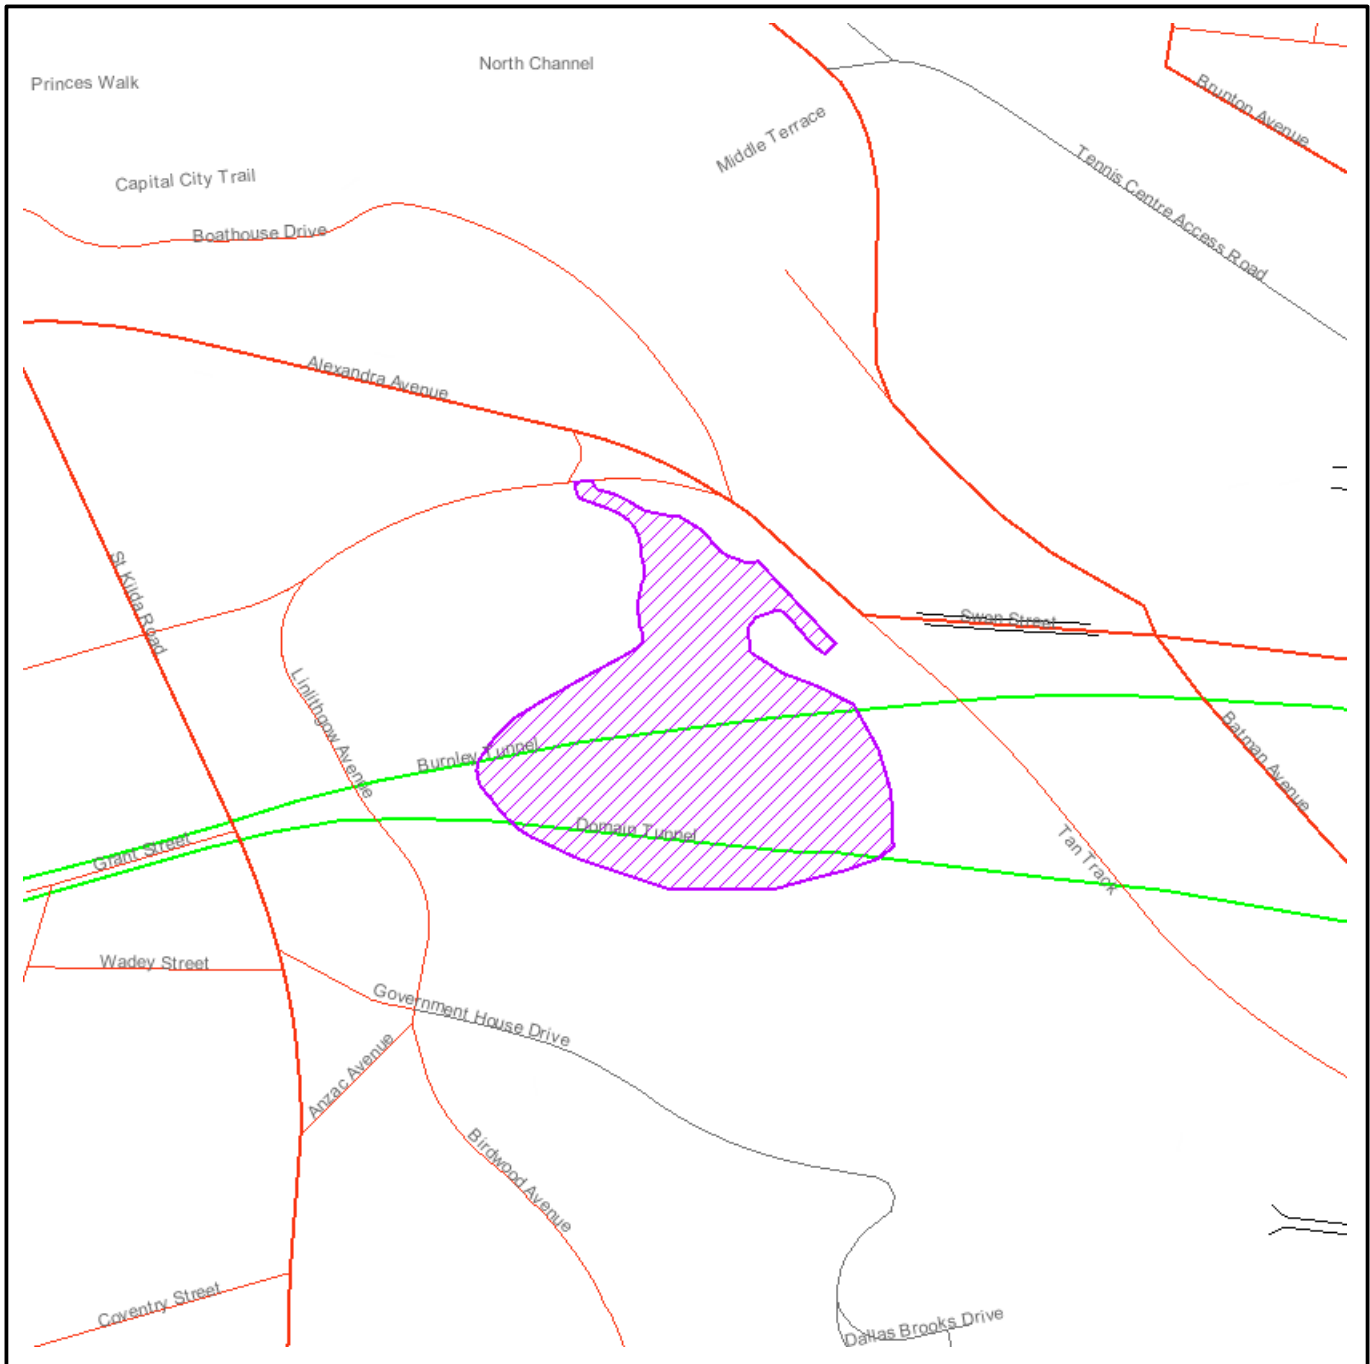 North Channel
Princes Walk
Brunton Avenue
Middle Terrace
Capital City Trail
Tennis Centre Access Road
Boathouse Drive
Alexandra Avenue
St Kilda Road
Swan Street
Linlithgow Avenue
Burnley Tunnel
Batman Avenue
Domain Tunnel
Grant Street
Tan Track
Wadey Street
Government House Drive
Anzac Avenue
Birdwood Avenue
Coventry Street
Dallas Brooks Drive